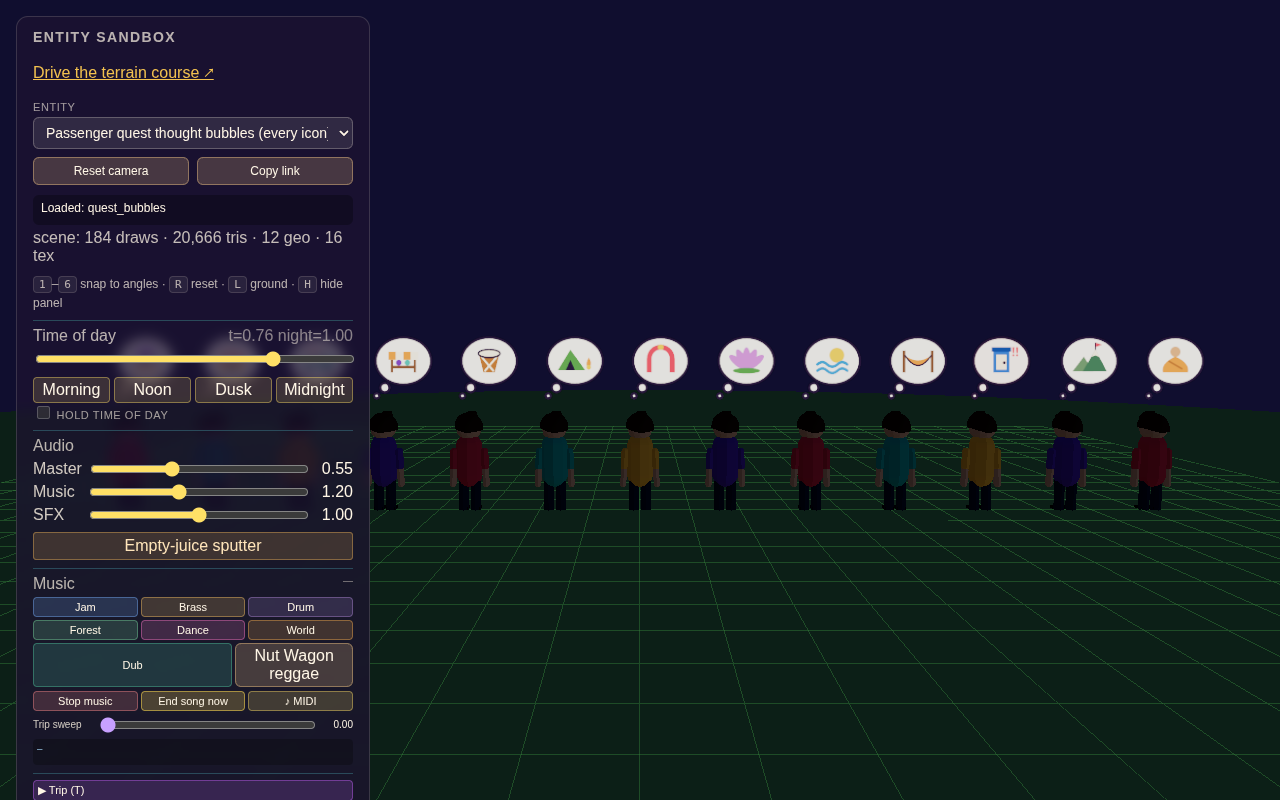 ENTITY SANDBOX
Drive the terrain course ↗
ENTITY
Passenger quest thought bubbles (every icon)
Reset camera
Copy link
Loaded: quest_bubbles
scene: 184 draws · 20,666 tris · 12 geo · 16
tex
1–6 snap to angles · R reset · L ground · H hide
panel
Time of day t=0.76 night=1.00
Morning Noon Dusk Midnight
HOLD TIME OF DAY
Audio
Master 0.55
Music 1.20
SFX 1.00
Empty-juice sputter
Music —
Jam Brass Drum
Forest Dance World
Dub Nut Wagon
reggae
Stop music End song now ♪ MIDI
Trip sweep 0.00
–
▶ Trip (T)
!!